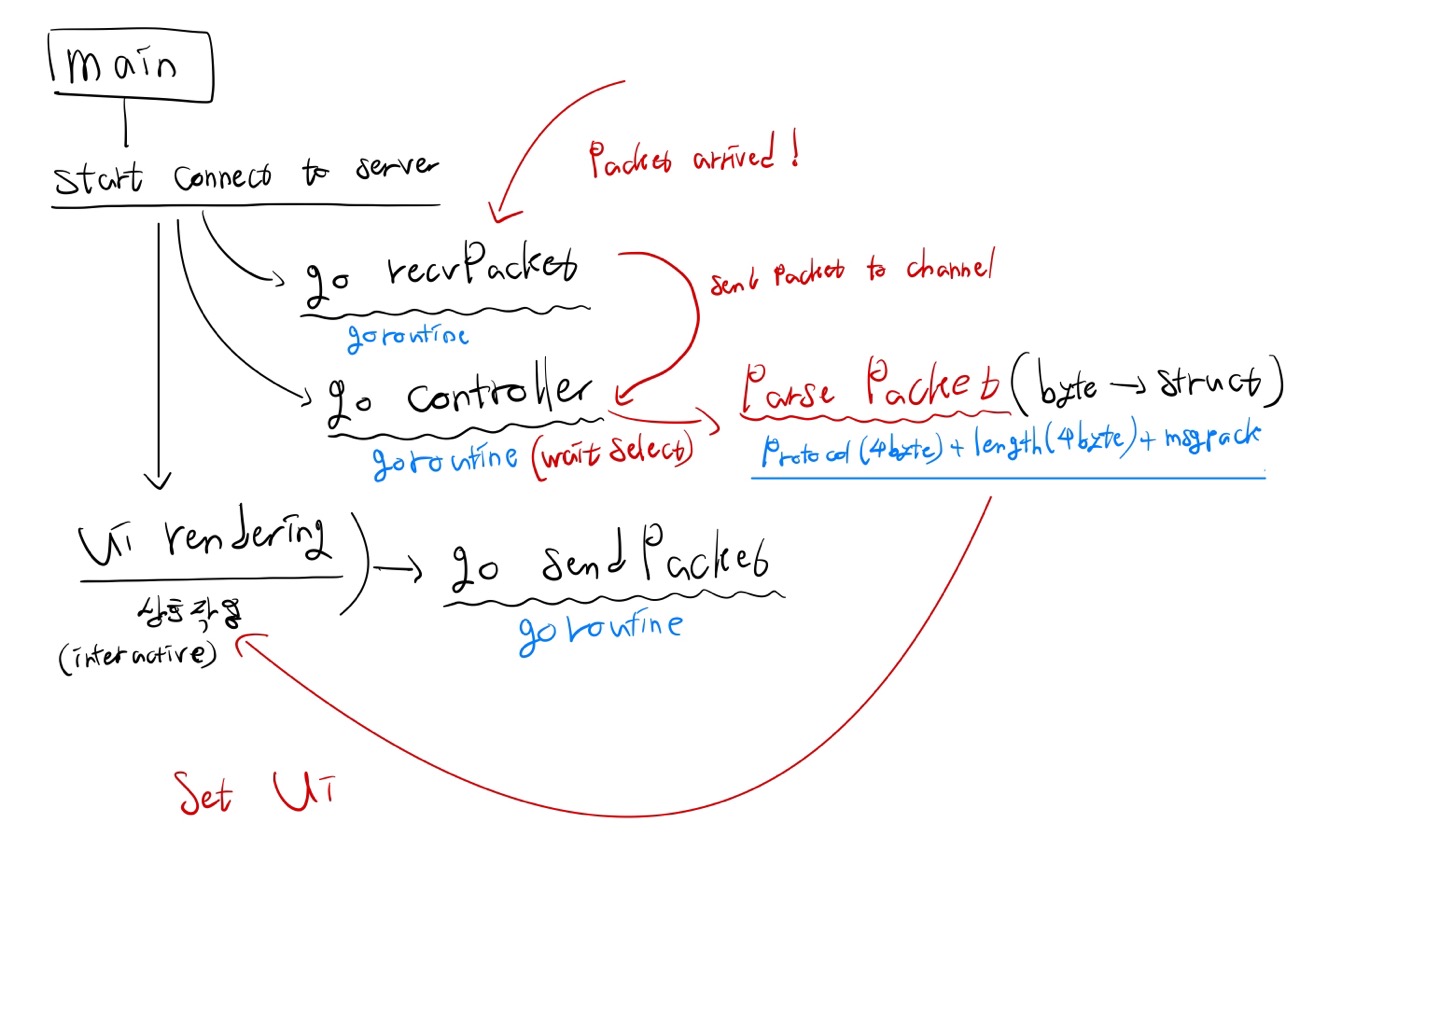 main
start connect to server
Packet arrived!
go recvPacket
goroutine
sent packet to channel
go controller
goroutine (wait select)
Parse Packet (byte → struct)
Protocol (4byte) + length (4byte) + msgpack
Ui rendering
상호작용
(interactive)
go sendPacket
goroutine
Set Ui